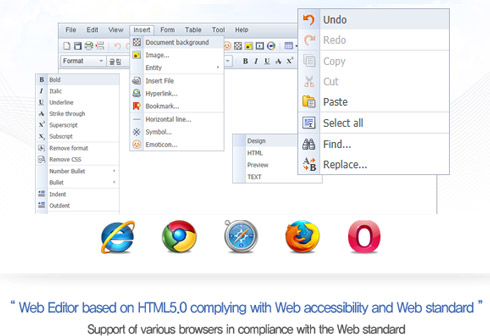 File Edit View Insert Form Table Tool Help
Document background
Image...
Entity
Insert File
Hyperlink...
Bookmark...
Horizontal line...
Symbol...
Emoticon...
Format 굴림
B I U A X
B Bold
I Italic
U Underline
A Strike through
Superscript
Subscript
Remove format
Remove CSS
Number Bullet
Bullet
Indent
Outdent
Design
HTML
Preview
TEXT
Undo
Redo
Copy
Cut
Paste
Select all
Find...
Replace...
“ Web Editor based on HTML5.0 complying with Web accessibility and Web standard ”
Support of various browsers in compliance with the Web standard